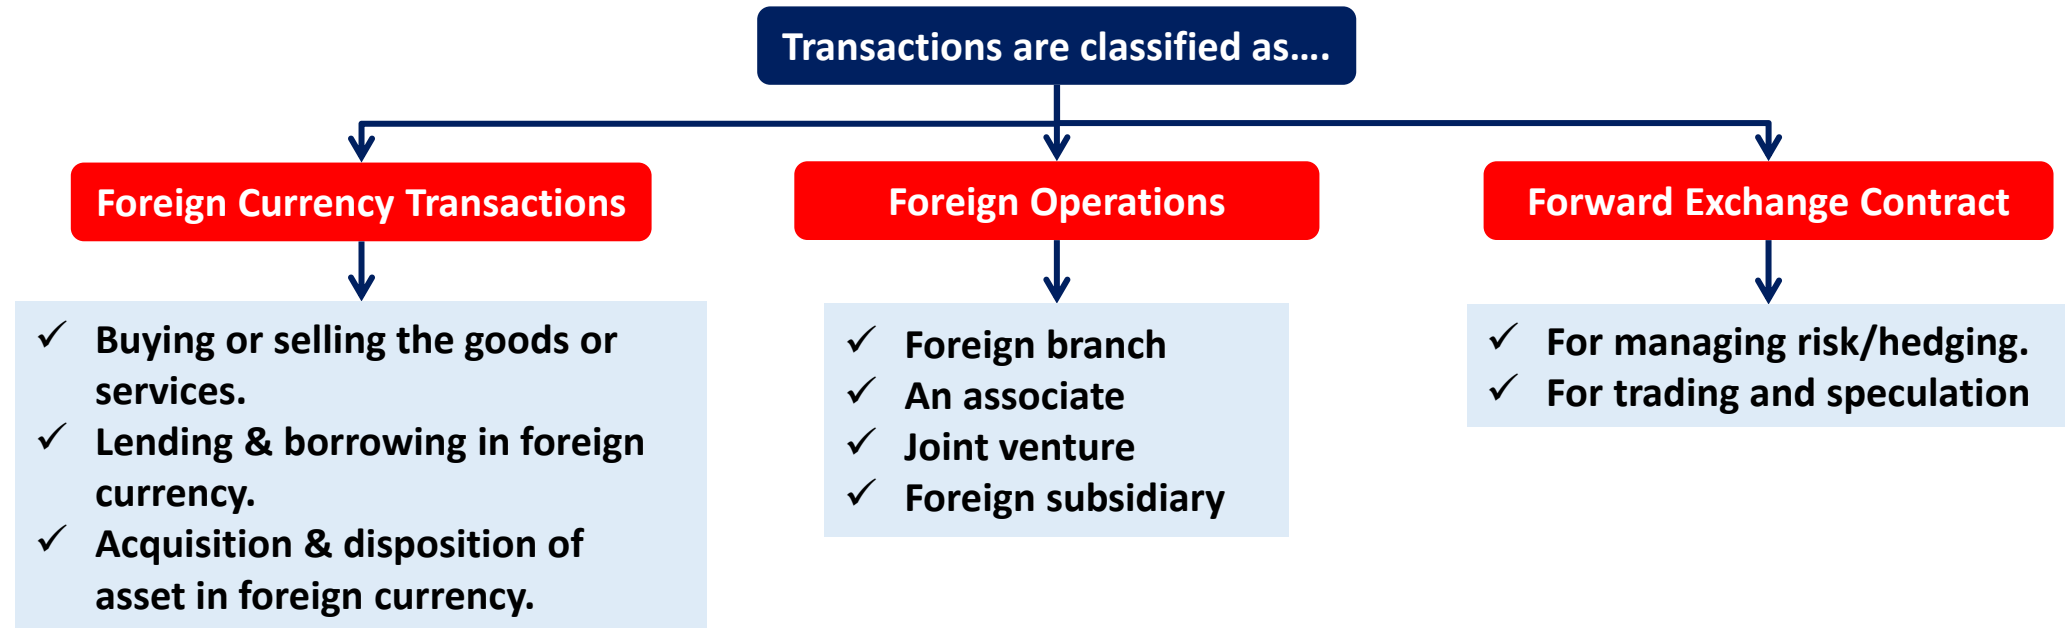 Transactions are classified as....
Foreign Currency Transactions
✓ Buying or selling the goods or
services.
✓ Lending & borrowing in foreign
currency.
✓ Acquisition & disposition of
asset in foreign currency.
Foreign Operations
✓ Foreign branch
✓ An associate
✓ Joint venture
✓ Foreign subsidiary
Forward Exchange Contract
✓ For managing risk/hedging.
✓ For trading and speculation